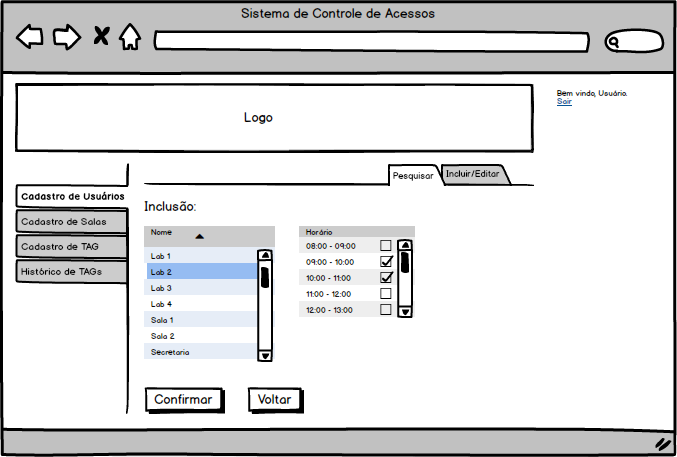 Sistema de Controle de Acessos
Bem vindo, Usuário.
Sair
Logo
Pesquisar
Incluir/Editar
Cadastro de Usuários
Cadastro de Salas
Cadastro de TAG
Histórico de TAGs
Inclusão:
Nome
Lab 1
Lab 2
Lab 3
Lab 4
Sala 1
Sala 2
Secretaria
Horário
08:00 - 09:00
09:00 - 10:00
10:00 - 11:00
11:00 - 12:00
12:00 - 13:00
Confirmar
Voltar